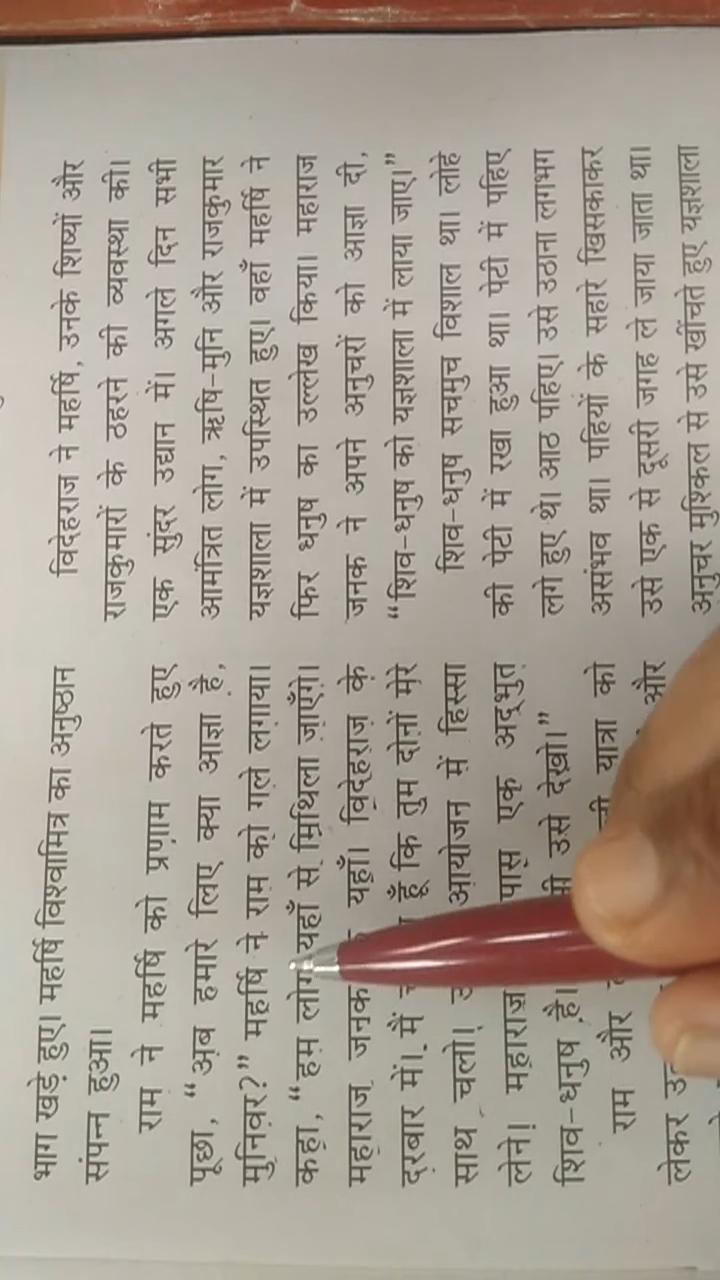 भाग खड़े हुए। महर्षि विश्वामित्र का अनुष्ठान
संपन्न हुआ।
राम ने महर्षि को प्रणाम करते हुए
पूछा, “अब हमारे लिए क्या आज्ञा है,
मुनिवर?” महर्षि ने राम को गले लगाया।
कहा, “हम लोग यहाँ से मिथिला जाएँगे।
महाराज जनक यहाँ। विदेहराज के
दरबार में। मैं हूँ कि तुम दोनों मेरे
साथ चलो। आयोजन में हिस्सा
लेने। महाराज पास एक अद्भुत
शिव-धनुष है। उसे देखो।”
राम और यात्रा को
लेकर और
विदेहराज ने महर्षि, उनके शिष्यों और
राजकुमारों के ठहरने की व्यवस्था की।
एक सुंदर उद्यान में। अगले दिन सभी
आमंत्रित लोग, ऋषि-मुनि और राजकुमार
यज्ञशाला में उपस्थित हुए। वहाँ महर्षि ने
फिर धनुष का उल्लेख किया। महाराज
जनक ने अपने अनुचरों को आज्ञा दी,
“शिव-धनुष को यज्ञशाला में लाया जाए।”
शिव-धनुष सचमुच विशाल था। लोहे
की पेटी में रखा हुआ था। पेटी में पहिए
लगे हुए थे। आठ पहिए। उसे उठाना लगभग
असंभव था। पहियों के सहारे खिसकाकर
उसे एक से दूसरी जगह ले जाया जाता था।
अनुचर मुश्किल से उसे खींचते हुए यज्ञशाला